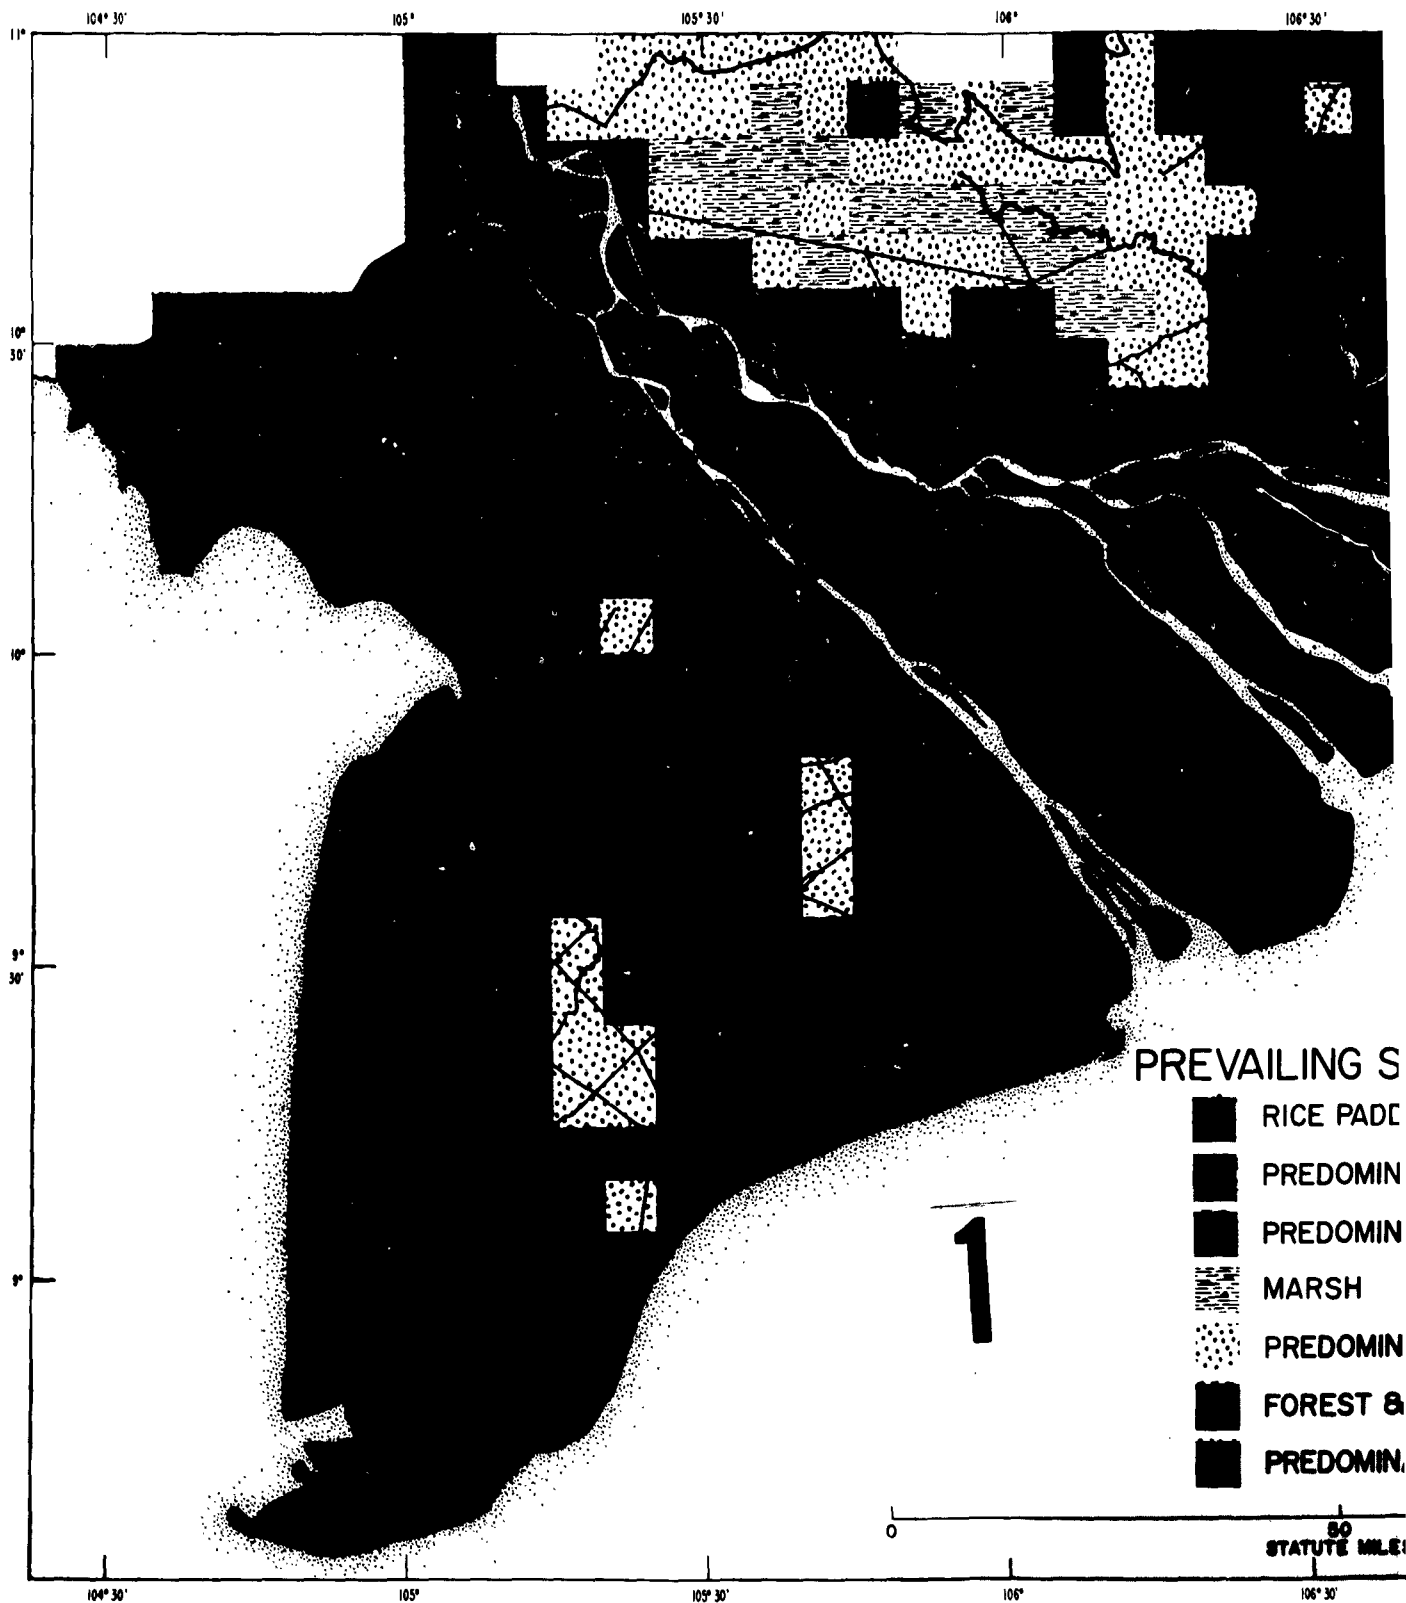 104° 30' 105° 105° 30' 106° 106° 30'
11°
10°
30'
10°
9°
30'
9°
PREVAILING S
RICE PADD
PREDOMIN
PREDOMIN
MARSH
PREDOMIN
FOREST &
PREDOMINA
1
0 50
STATUTE MILES
104° 30' 105° 105° 30' 106° 106° 30'